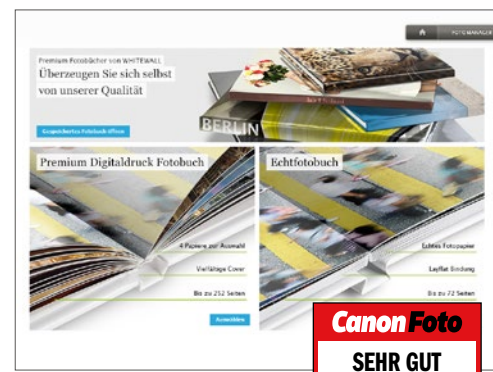 FOTO MANAGER
Premium Fotobücher von WHITEWALL
Überzeugen Sie sich selbst
von unserer Qualität
BERLIN
Gespeichertes Fotobuch öffnen
Premium Digitaldruck Fotobuch
4 Papiere zur Auswahl
Vielfältige Cover
Bis zu 252 Seiten
Auswählen
Echtfotobuch
Echtes Fotopapier
Layflat Bindung
Bis zu 72 Seiten
CanonFoto
SEHR GUT